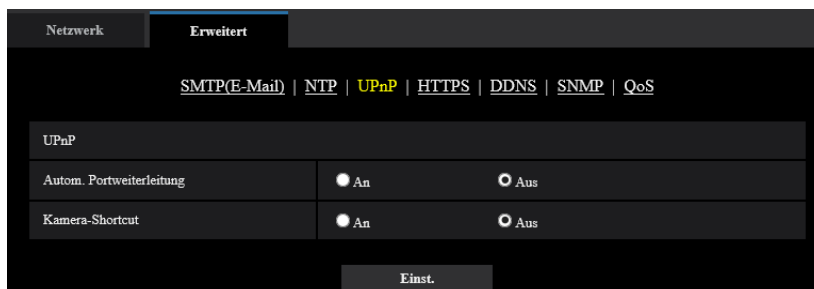 Netzwerk Erweitert
SMTP(E-Mail) | NTP | UPnP | HTTPS | DDNS | SNMP | QoS
UPnP
Autom. Portweiterleitung An Aus
Kamera-Shortcut An Aus
Einst.